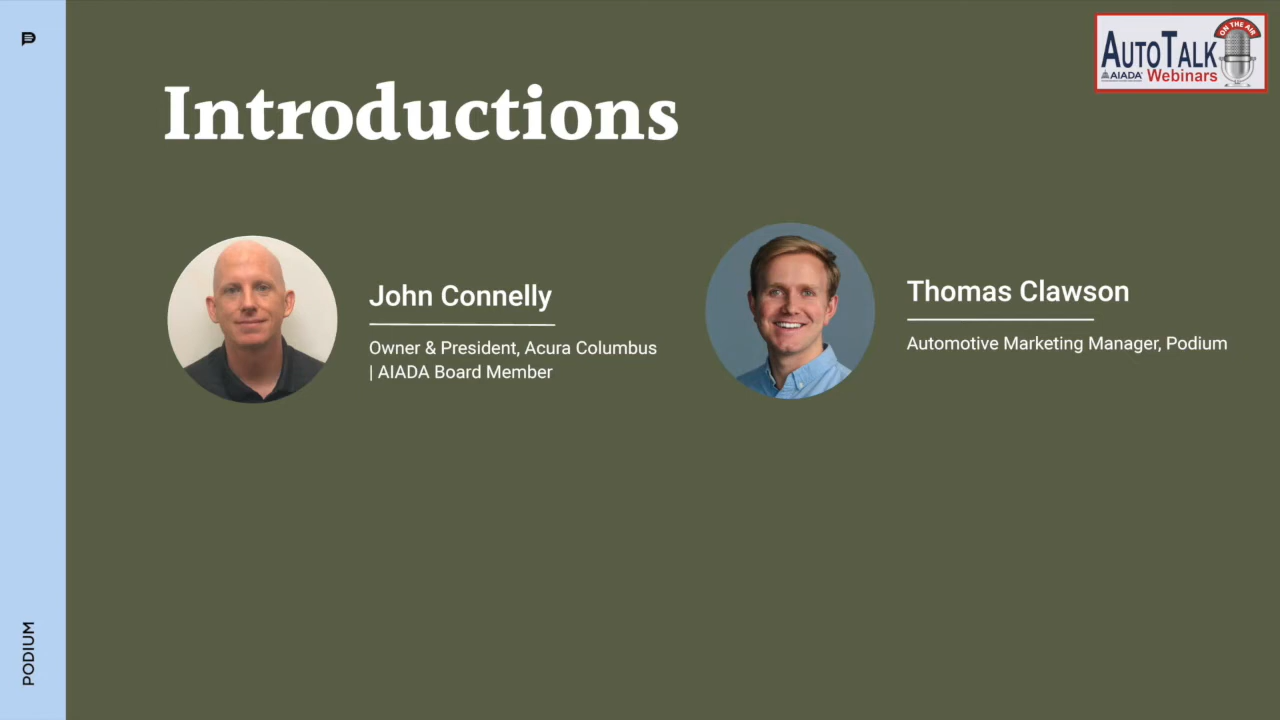 ON THE AIR
AUTOTALK
AIADA Webinars
Introductions
John Connelly
Owner & President, Acura Columbus
| AIADA Board Member
Thomas Clawson
Automotive Marketing Manager, Podium
PODIUM